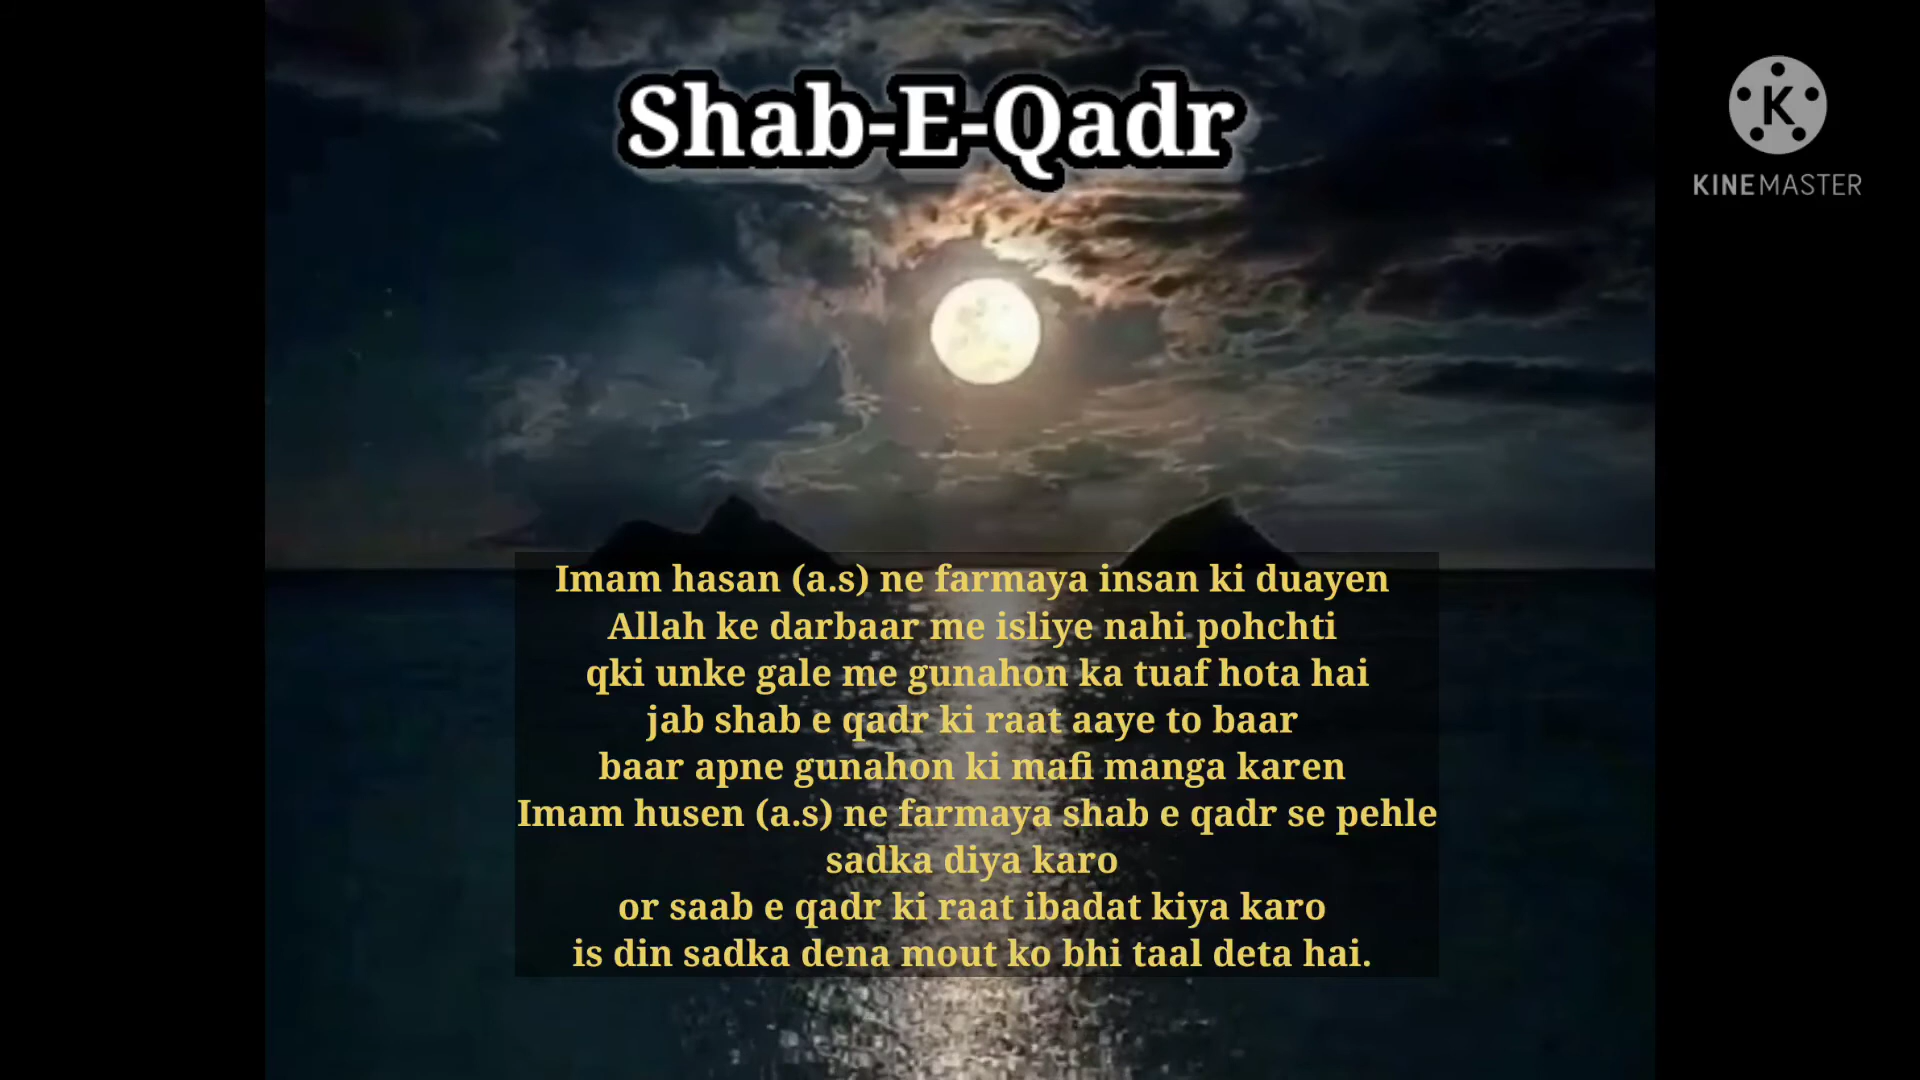 Shab-E-Qadr
K
KINEMASTER
Imam hasan (a.s) ne farmaya insan ki duayen
Allah ke darbaar me isliye nahi pohchti
qki unke gale me gunahon ka tuaf hota hai
jab shab e qadr ki raat aaye to baar
baar apne gunahon ki mafi manga karen
Imam husen (a.s) ne farmaya shab e qadr se pehle
sadka diya karo
or saab e qadr ki raat ibadat kiya karo
is din sadka dena mout ko bhi taal deta hai.